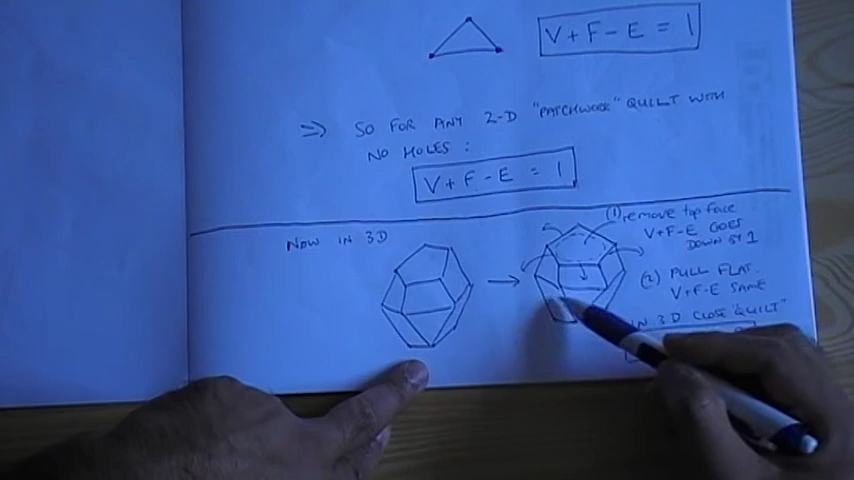 V + F - E = 1
=> SO FOR ANY 2-D "PATCHWORK" QUILT WITH
NO HOLES :
V + F - E = 1
NOW IN 3D
(1) remove top face
V+F-E GOES
DOWN BY 1
(2) PULL FLAT.
V+F-E SAME
IN 3D CLOSE "QUILT"